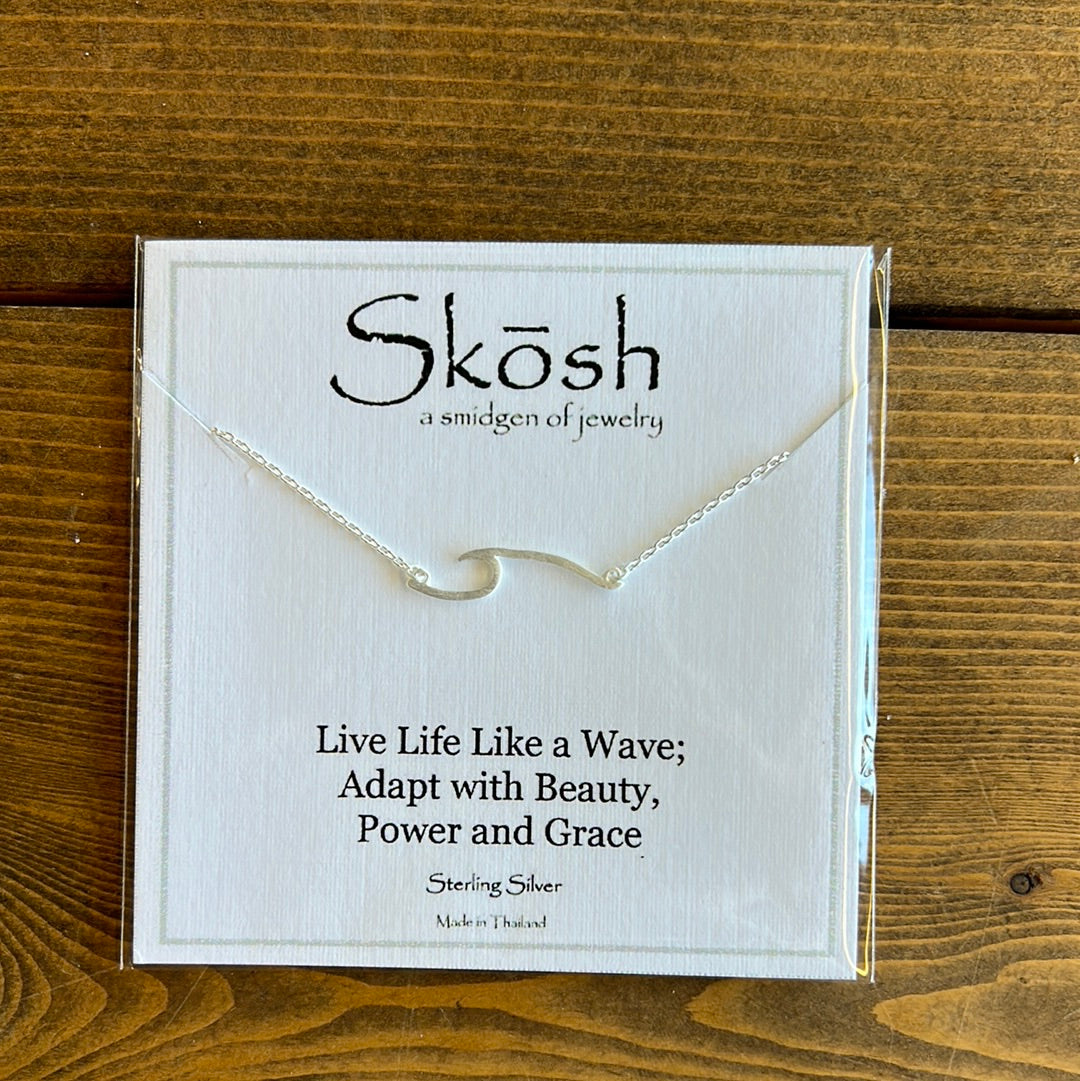 Skōsh
a smidgen of jewelry
Live Life Like a Wave;
Adapt with Beauty,
Power and Grace
Sterling Silver
Made in Thailand